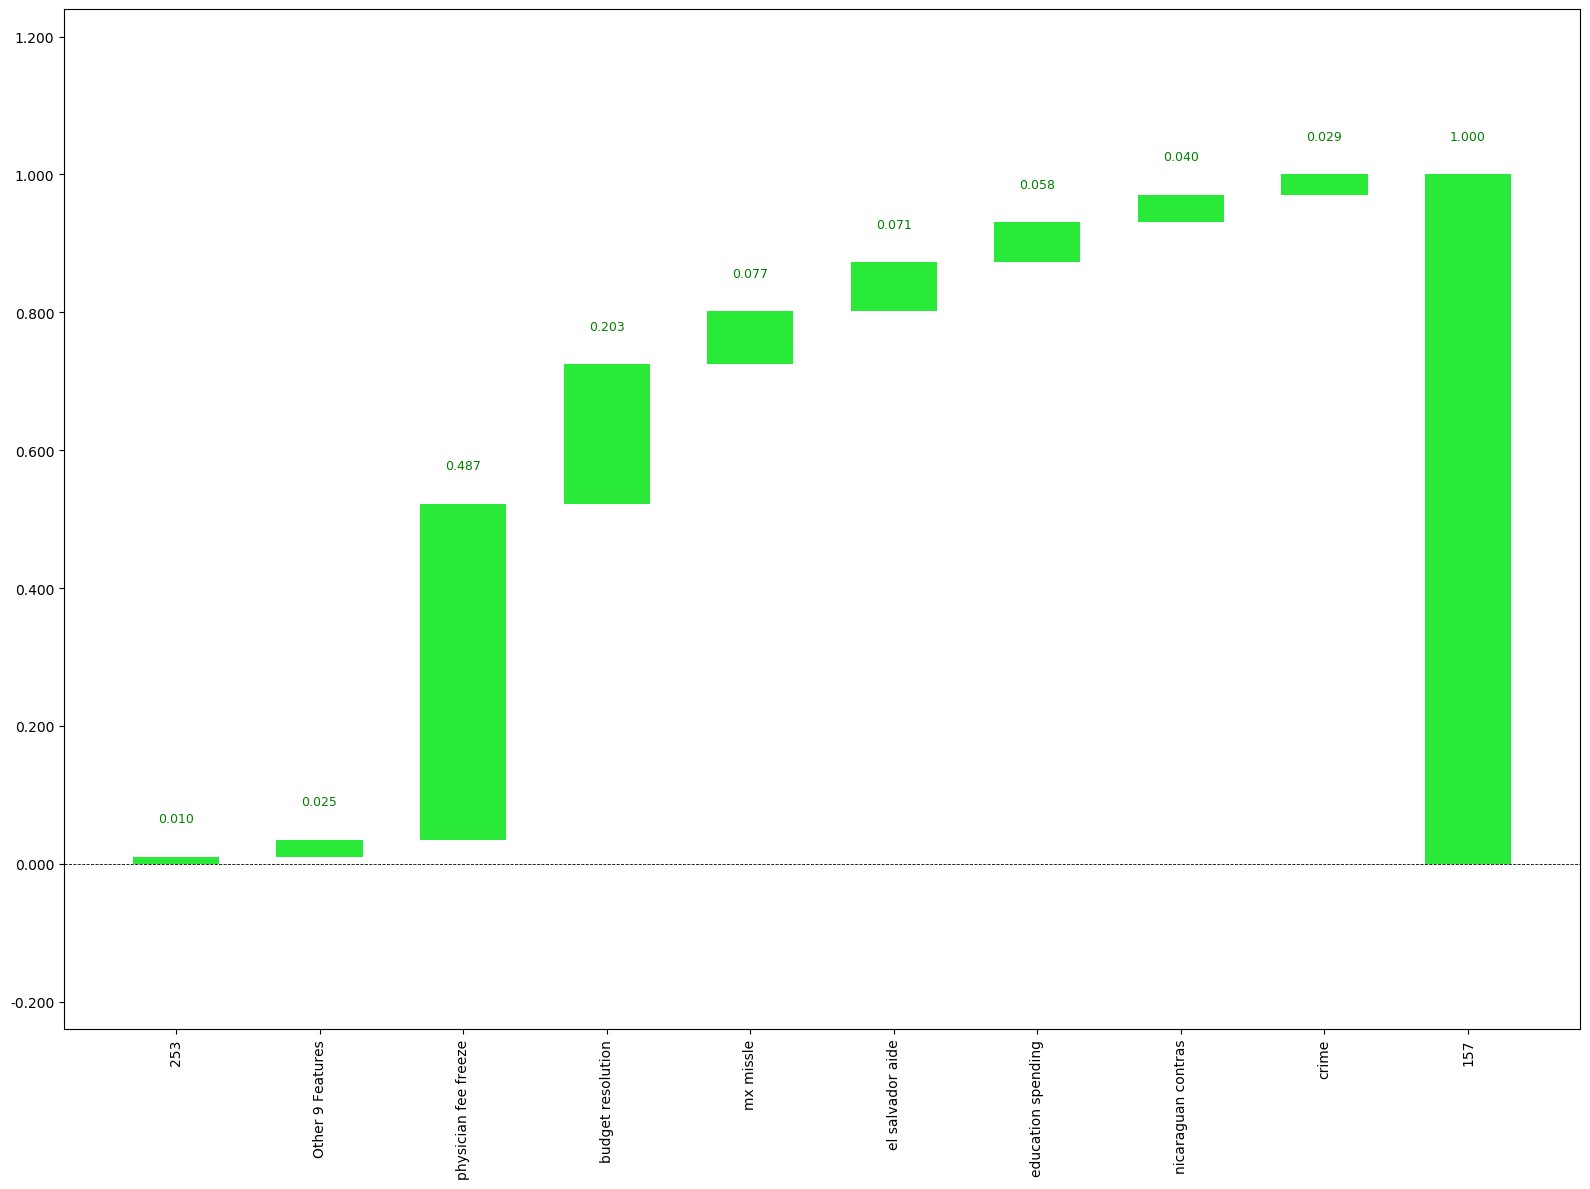 1.200
1.000
0.800
0.600
0.400
0.200
0.000
-0.200
0.010
0.025
0.487
0.203
0.077
0.071
0.058
0.040
0.029
1.000
253
Other 9 Features
physician fee freeze
budget resolution
mx missle
el salvador aide
education spending
nicaraguan contras
crime
157